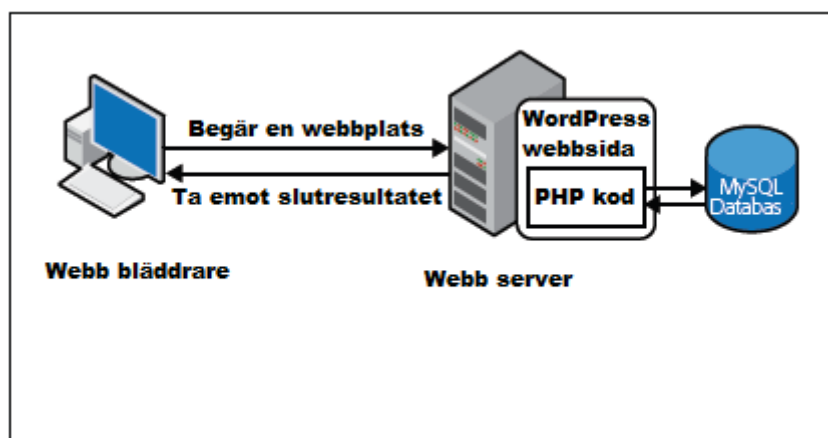 Begär en webbplats
Ta emot slutresultatet
WordPress
webbsida
PHP kod
MySQL
Databas
Webb bläddrare
Webb server